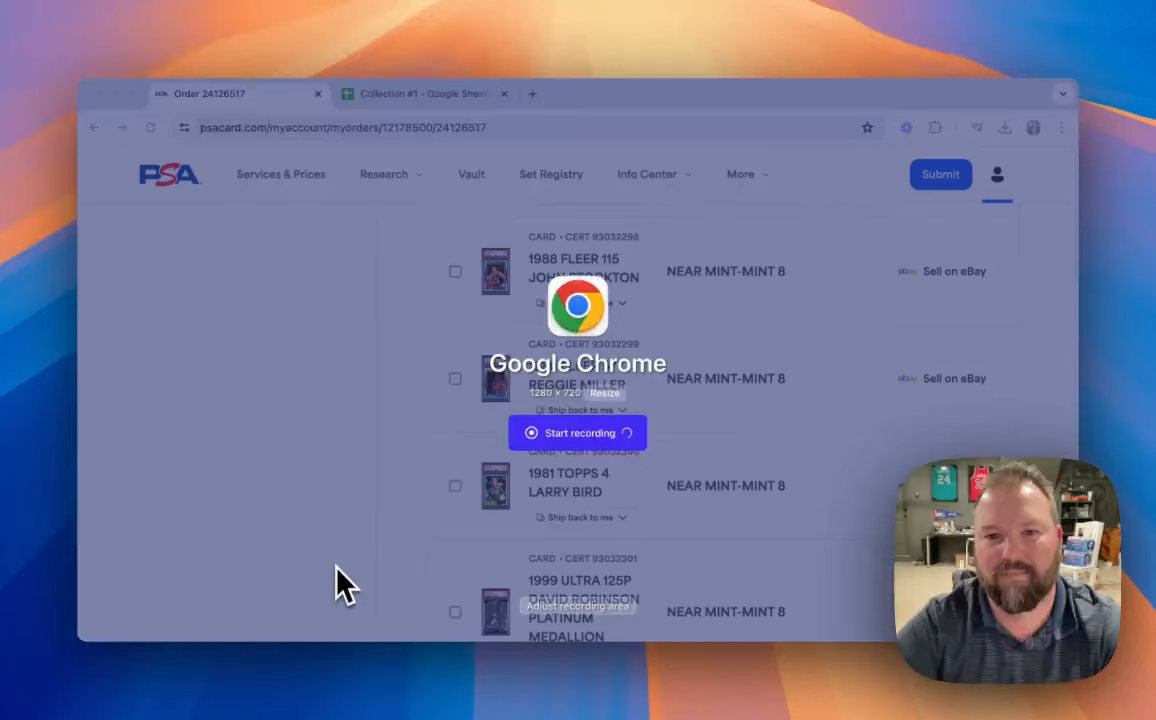 Order 24126517
Collection #1 - Google Shee
psacard.com/myaccount/myorders/12178500/24126517
PSA
Services & Prices
Research
Vault
Set Registry
Info Center
More
Submit
CARD • CERT 93032298
1988 FLEER 115
JOHN STOCKTON
NEAR MINT-MINT 8
ebay Sell on eBay
CARD • CERT 93032299
Google Chrome
REGGIE MILLER
NEAR MINT-MINT 8
ebay Sell on eBay
1280 × 720 Resize
Ship back to me
Start recording
1981 TOPPS 4
LARRY BIRD
NEAR MINT-MINT 8
Ship back to me
CARD • CERT 93032301
1999 ULTRA 125P
DAVID ROBINSON
PLATINUM
MEDALLION
NEAR MINT-MINT 8
Adjust recording area
24